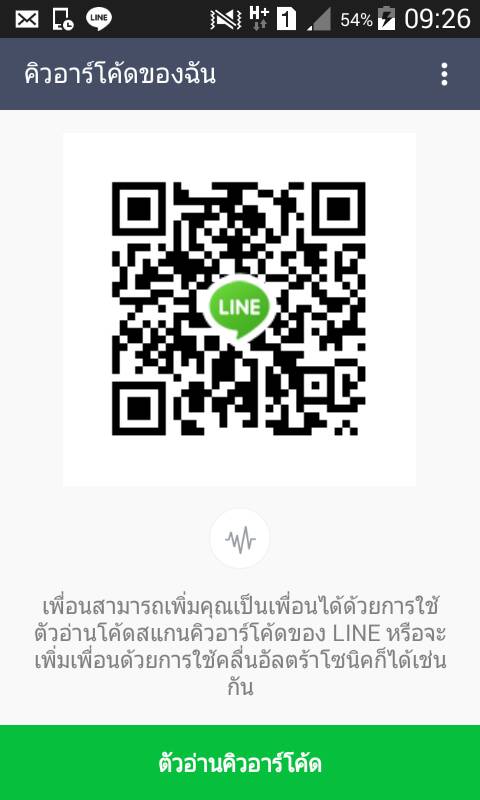 LINE H+ 1 54% 09:26
คิวอาร์โค้ดของฉัน
LINE
เพื่อนสามารถเพิ่มคุณเป็นเพื่อนได้ด้วยการใช้
ตัวอ่านโค้ดสแกนคิวอาร์โค้ดของ LINE หรือจะ
เพิ่มเพื่อนด้วยการใช้คลื่นอัลตร้าโซนิคก็ได้เช่น
กัน
ตัวอ่านคิวอาร์โค้ด